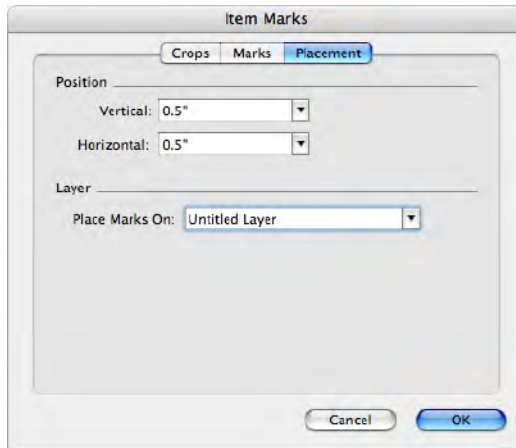 Item Marks
Crops Marks Placement
Position
Vertical: 0.5"
Horizontal: 0.5"
Layer
Place Marks On: Untitled Layer
Cancel OK